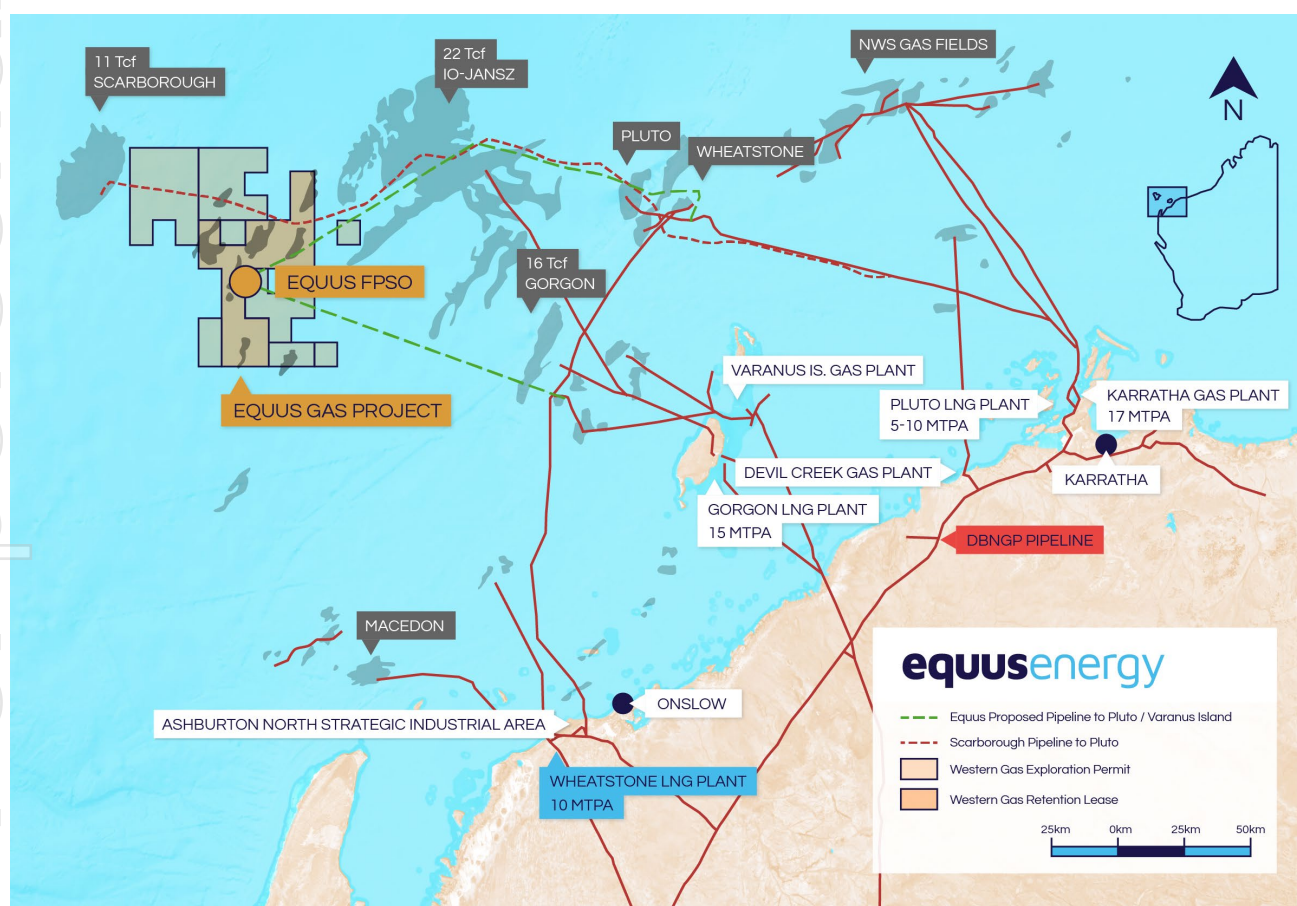 11 Tcf
SCARBOROUGH
22 Tcf
IO-JANSZ
NWS GAS FIELDS
N
PLUTO
WHEATSTONE
16 Tcf
GORGON
EQUUS FPSO
EQUUS GAS PROJECT
VARANUS IS. GAS PLANT
PLUTO LNG PLANT
5-10 MTPA
KARRATHA GAS PLANT
17 MTPA
DEVIL CREEK GAS PLANT
KARRATHA
GORGON LNG PLANT
15 MTPA
DBNGP PIPELINE
MACEDON
ONSLOW
ASHBURTON NORTH STRATEGIC INDUSTRIAL AREA
WHEATSTONE LNG PLANT
10 MTPA
equusenergy
Equus Proposed Pipeline to Pluto / Varanus Island
Scarborough Pipeline to Pluto
Western Gas Exploration Permit
Western Gas Retention Lease
25km 0km 25km 50km